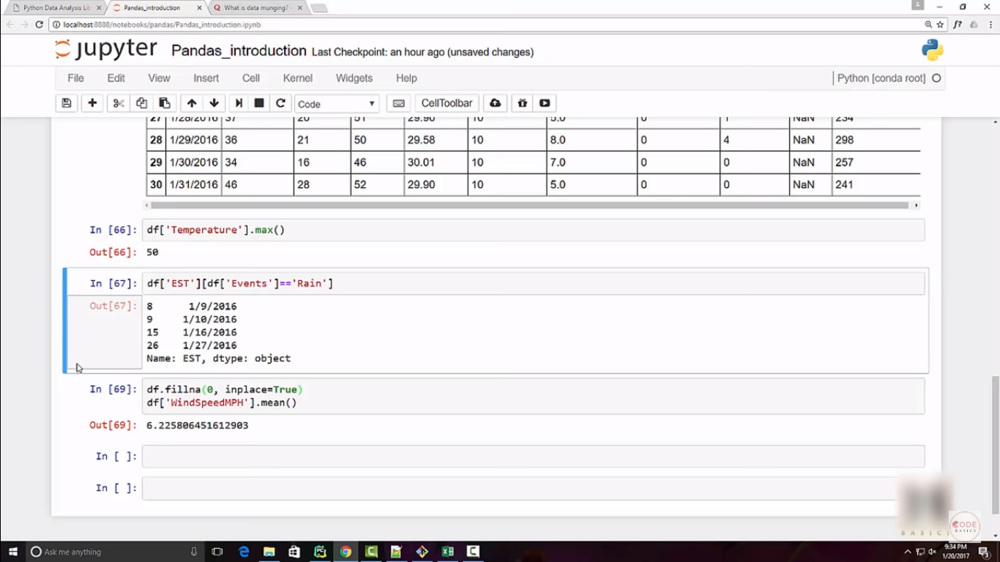 Python Data Analysis Li
Pandas_introduction
What is data munging? -
localhost:8888/notebooks/pandas/Pandas_introduction.ipynb
f?
jupyter Pandas_introduction Last Checkpoint: an hour ago (unsaved changes)
File Edit View Insert Cell Kernel Widgets Help Python [conda root]
Code CellToolbar
27 1/28/2016 37 20 51 29.90 10 5.0 0 1 NaN 234
28 1/29/2016 36 21 50 29.58 10 8.0 0 4 NaN 298
29 1/30/2016 34 16 46 30.01 10 7.0 0 0 NaN 257
30 1/31/2016 46 28 52 29.90 10 5.0 0 0 NaN 241
In [66]: df['Temperature'].max()
Out[66]: 50
In [67]: df['EST'][df['Events']=='Rain']
Out[67]: 8 1/9/2016
9 1/10/2016
15 1/16/2016
26 1/27/2016
Name: EST, dtype: object
In [69]: df.fillna(0, inplace=True)
df['WindSpeedMPH'].mean()
Out[69]: 6.225806451612903
In [ ]:
In [ ]:
CODE
BASICS
Ask me anything
9:34 PM
1/20/2017